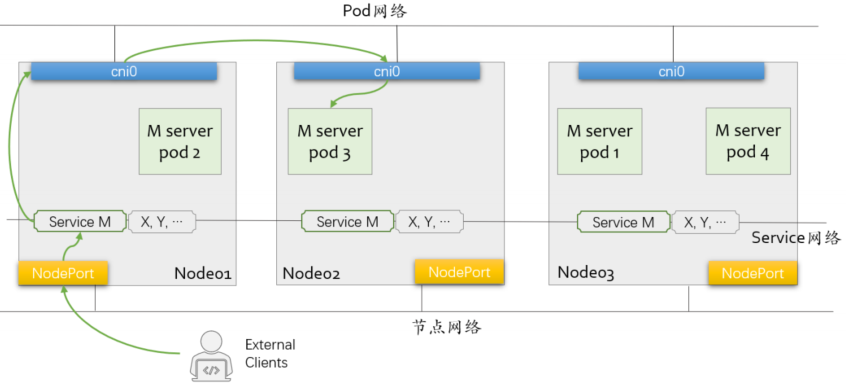 Pod网络
cni0
cni0
cni0
M server
pod 2
M server
pod 3
M server
pod 1
M server
pod 4
Service M
X, Y, ···
Service M
X, Y, ···
Service M
X, Y, ···
Service网络
NodePort
Node01
Node02
NodePort
Node03
NodePort
节点网络
External
Clients